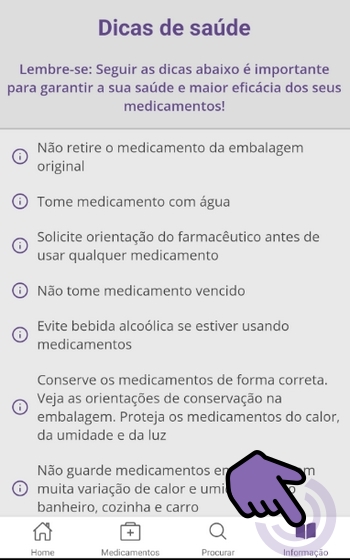 Dicas de saúde
Lembre-se: Seguir as dicas abaixo é importante
para garantir a sua saúde e maior eficácia dos seus
medicamentos!
Não retire o medicamento da embalagem
original
Tome medicamento com água
Solicite orientação do farmacêutico antes de
usar qualquer medicamento
Não tome medicamento vencido
Evite bebida alcoólica se estiver usando
medicamentos
Conserve os medicamentos de forma correta.
Veja as orientações de conservação na
embalagem. Proteja os medicamentos do calor,
da umidade e da luz
Não guarde medicamentos em
muita variação de calor e
banheiro, cozinha e carro
Home
Medicamentos
Procurar
Informação